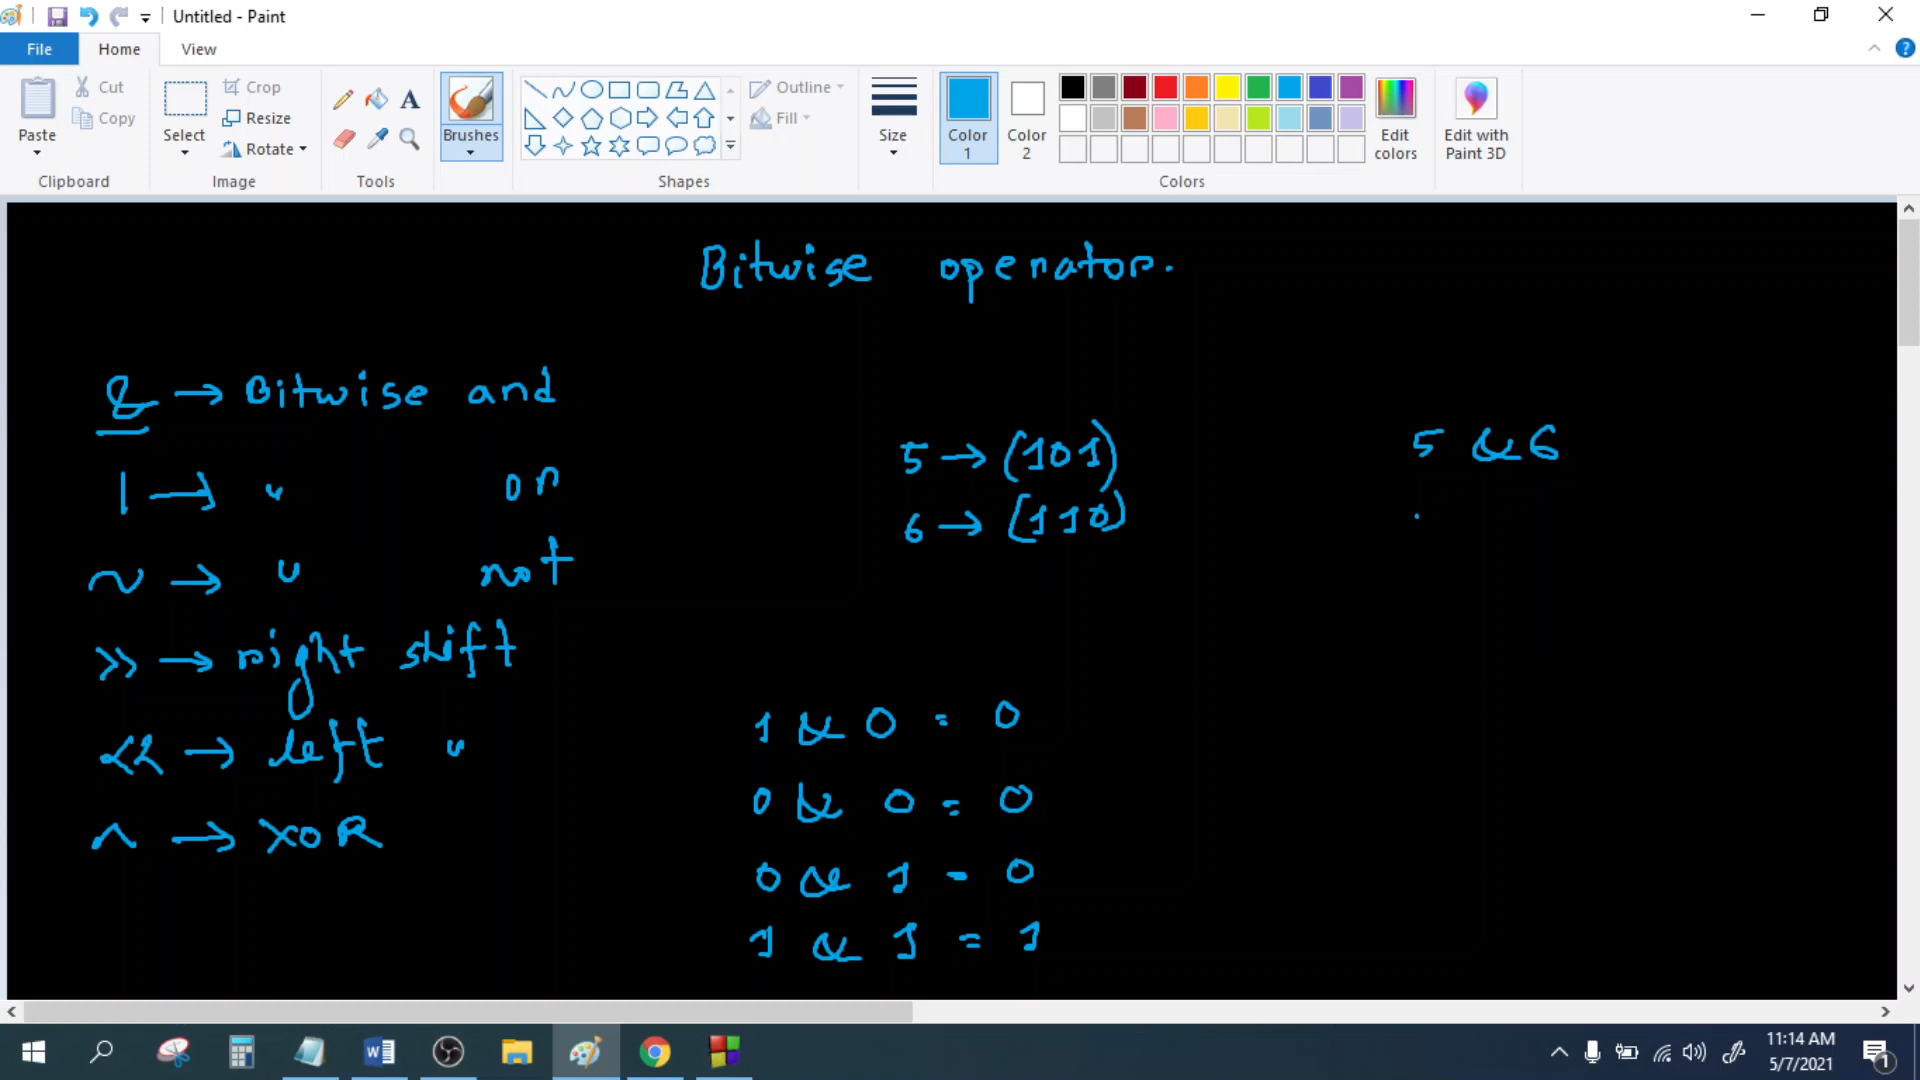 Untitled - Paint
File Home View
Paste
Cut
Copy
Clipboard
Select
Crop
Resize
Rotate
Image
Tools
Brushes
Shapes
Outline
Fill
Size
Color 1
Color 2
Edit colors
Colors
Edit with Paint 3D
Bitwise operator.
& → Bitwise and
| → " or
~ → " not
>> → right shift
<< → left "
^ → XOR
5 → (101)
6 → (110)
5 & 6
1 & 0 = 0
0 & 0 = 0
0 & 1 = 0
1 & 1 = 1
11:14 AM
5/7/2021
1